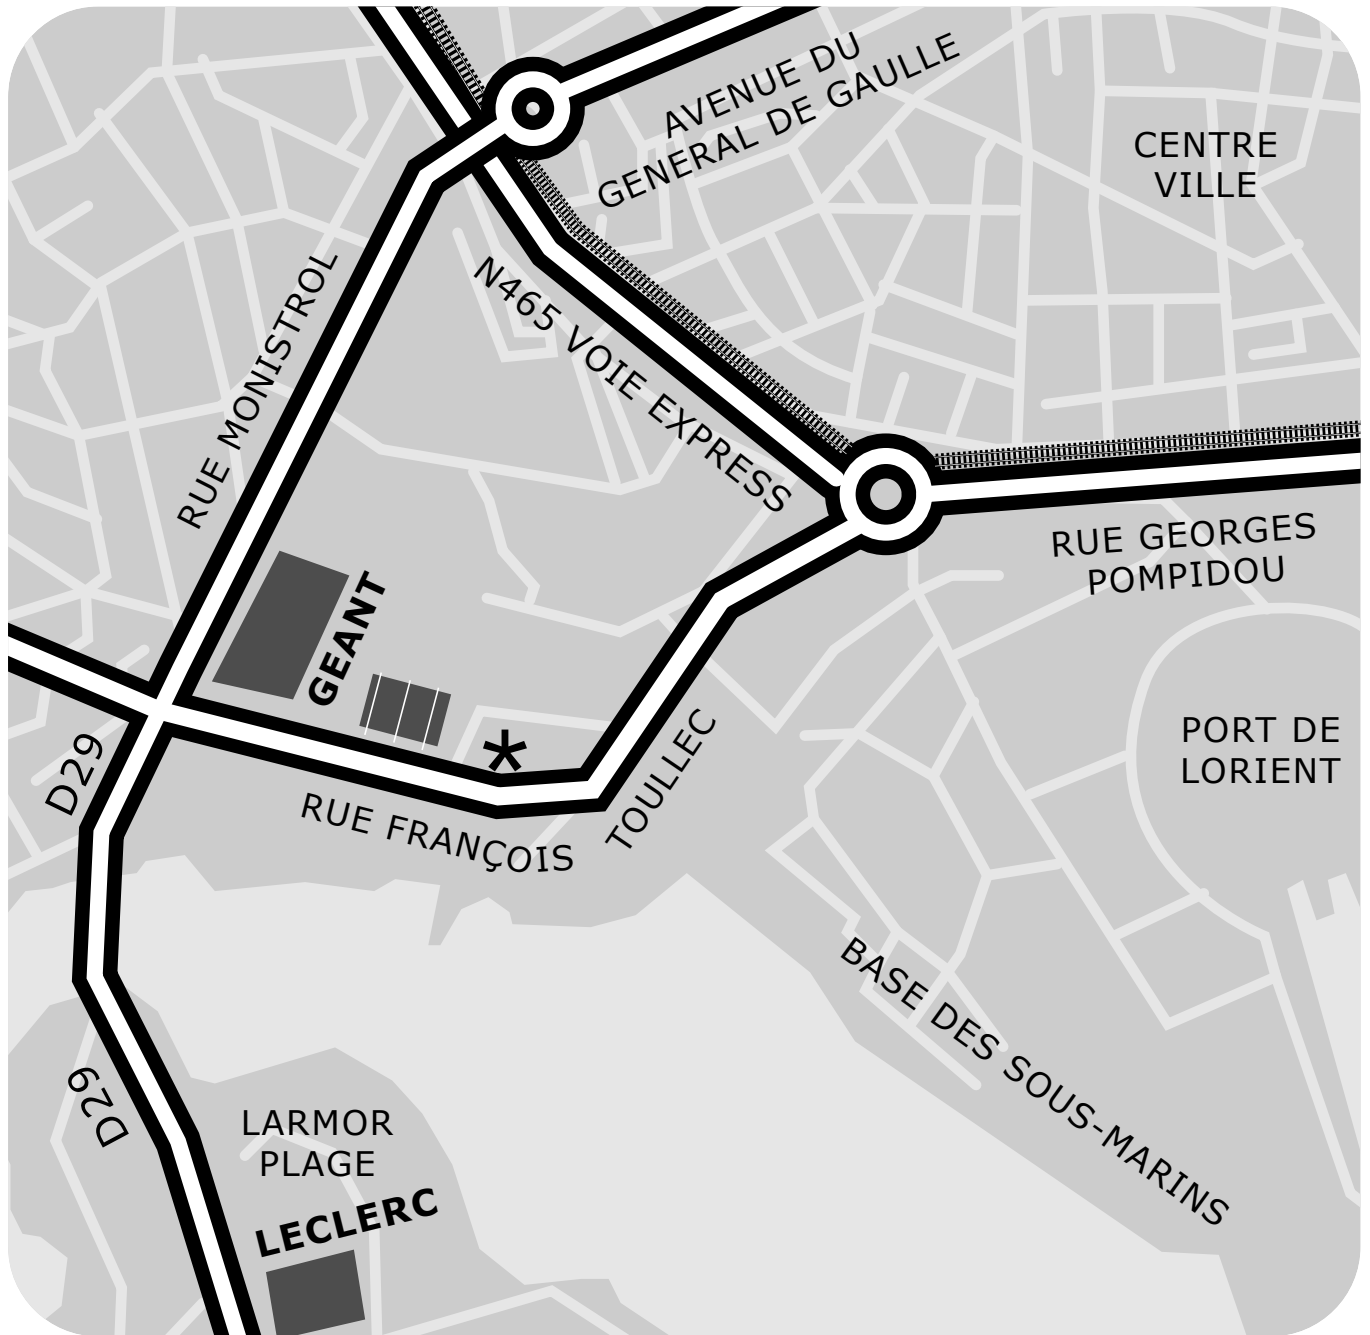 AVENUE DU
GENERAL DE GAULLE
CENTRE
VILLE
RUE MONISTROL
N465 VOIE EXPRESS
RUE GEORGES
POMPIDOU
GEANT
PORT DE
LORIENT
D29
*
RUE FRANÇOIS
TOULLEC
BASE DES SOUS-MARINS
D29
LARMOR
PLAGE
LECLERC